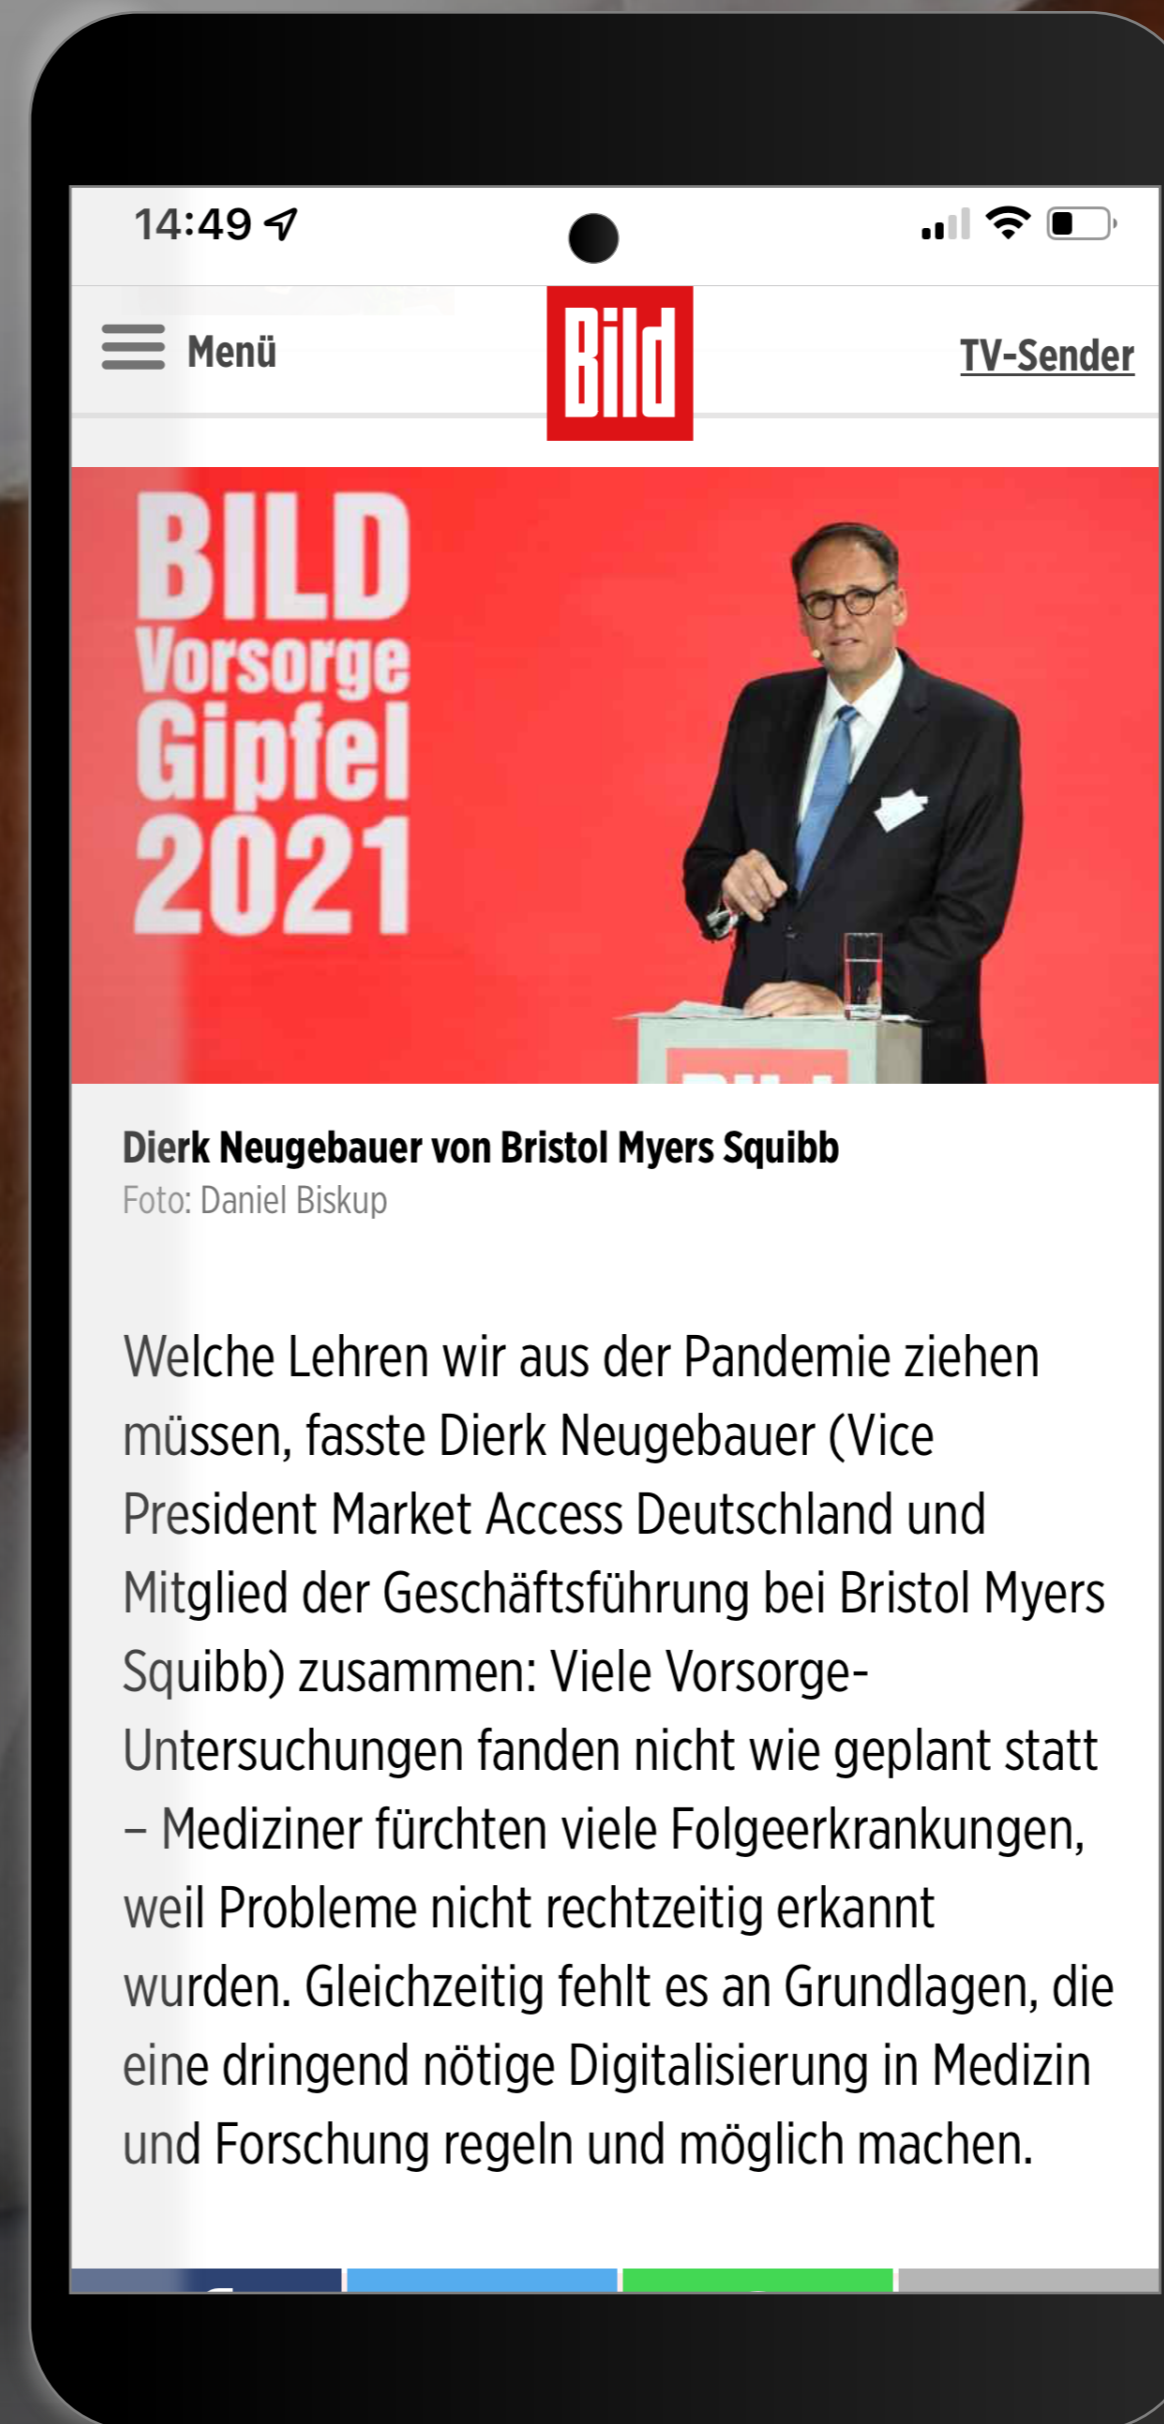 14:49
Menü
Bild
TV-Sender
BILD
Vorsorge
Gipfel
2021
Dierk Neugebauer von Bristol Myers Squibb
Foto: Daniel Biskup
Welche Lehren wir aus der Pandemie ziehen
müssen, fasste Dierk Neugebauer (Vice
President Market Access Deutschland und
Mitglied der Geschäftsführung bei Bristol Myers
Squibb) zusammen: Viele Vorsorge-
Untersuchungen fanden nicht wie geplant statt
– Mediziner fürchten viele Folgeerkrankungen,
weil Probleme nicht rechtzeitig erkannt
wurden. Gleichzeitig fehlt es an Grundlagen, die
eine dringend nötige Digitalisierung in Medizin
und Forschung regeln und möglich machen.